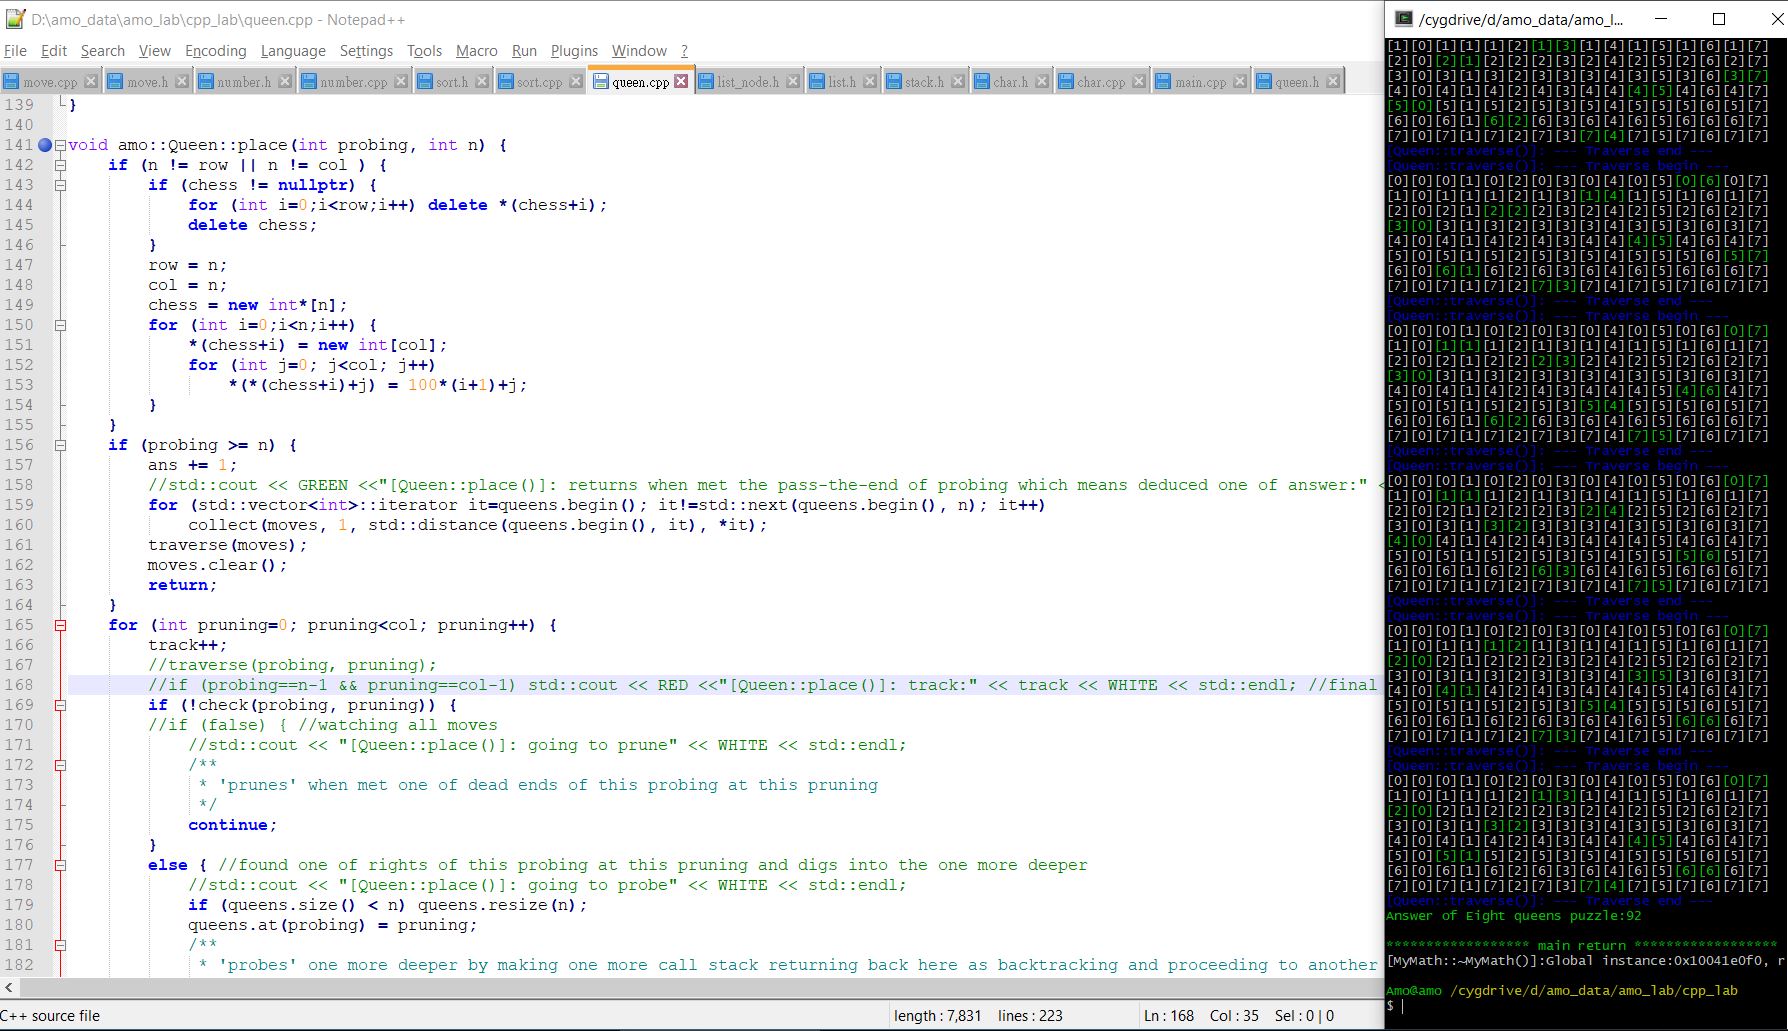 D:\amo_data\amo_lab\cpp_lab\queen.cpp - Notepad++
File Edit Search View Encoding Language Settings Tools Macro Run Plugins Window ?
move.cpp move.h number.h number.cpp sort.h sort.cpp queen.cpp list_node.h list.h stack.h char.h char.cpp main.cpp queen.h
139 }
140
141 void amo::Queen::place(int probing, int n) {
142 if (n != row || n != col ) {
143 if (chess != nullptr) {
144 for (int i=0;i<row;i++) delete *(chess+i);
145 delete chess;
146 }
147 row = n;
148 col = n;
149 chess = new int*[n];
150 for (int i=0;i<n;i++) {
151 *(chess+i) = new int[col];
152 for (int j=0; j<col; j++)
153 *(*(chess+i)+j) = 100*(i+1)+j;
154 }
155 }
156 if (probing >= n) {
157 ans += 1;
158 //std::cout << GREEN <<"[Queen::place()]: returns when met the pass-the-end of probing which means deduced one of answer:" <
159 for (std::vector<int>::iterator it=queens.begin(); it!=std::next(queens.begin(), n); it++)
160 collect(moves, 1, std::distance(queens.begin(), it), *it);
161 traverse(moves);
162 moves.clear();
163 return;
164 }
165 for (int pruning=0; pruning<col; pruning++) {
166 track++;
167 //traverse(probing, pruning);
168 //if (probing==n-1 && pruning==col-1) std::cout << RED <<"[Queen::place()]: track:" << track << WHITE << std::endl; //final
169 if (!check(probing, pruning)) {
170 //if (false) { //watching all moves
171 //std::cout << "[Queen::place()]: going to prune" << WHITE << std::endl;
172 /**
173 * 'prunes' when met one of dead ends of this probing at this pruning
174 */
175 continue;
176 }
177 else { //found one of rights of this probing at this pruning and digs into the one more deeper
178 //std::cout << "[Queen::place()]: going to probe" << WHITE << std::endl;
179 if (queens.size() < n) queens.resize(n);
180 queens.at(probing) = pruning;
181 /**
182 * 'probes' one more deeper by making one more call stack returning back here as backtracking and proceeding to another
C++ source file length : 7,831 lines : 223 Ln : 168 Col : 35 Sel : 0 | 0
/cygdrive/d/amo_data/amo_l...
[1][0][1][1][1][2][1][3][1][4][1][5][1][6][1][7]
[2][0][2][1][2][2][2][3][2][4][2][5][2][6][2][7]
[3][0][3][1][3][2][3][3][3][4][3][5][3][6][3][7]
[4][0][4][1][4][2][4][3][4][4][4][5][4][6][4][7]
[5][0][5][1][5][2][5][3][5][4][5][5][5][6][5][7]
[6][0][6][1][6][2][6][3][6][4][6][5][6][6][6][7]
[7][0][7][1][7][2][7][3][7][4][7][5][7][6][7][7]
[Queen::traverse()]: --- Traverse end ---
[Queen::traverse()]: --- Traverse begin ---
[0][0][0][1][0][2][0][3][0][4][0][5][0][6][0][7]
[1][0][1][1][1][2][1][3][1][4][1][5][1][6][1][7]
[2][0][2][1][2][2][2][3][2][4][2][5][2][6][2][7]
[3][0][3][1][3][2][3][3][3][4][3][5][3][6][3][7]
[4][0][4][1][4][2][4][3][4][4][4][5][4][6][4][7]
[5][0][5][1][5][2][5][3][5][4][5][5][5][6][5][7]
[6][0][6][1][6][2][6][3][6][4][6][5][6][6][6][7]
[7][0][7][1][7][2][7][3][7][4][7][5][7][6][7][7]
[Queen::traverse()]: --- Traverse end ---
[Queen::traverse()]: --- Traverse begin ---
[0][0][0][1][0][2][0][3][0][4][0][5][0][6][0][7]
[1][0][1][1][1][2][1][3][1][4][1][5][1][6][1][7]
[2][0][2][1][2][2][2][3][2][4][2][5][2][6][2][7]
[3][0][3][1][3][2][3][3][3][4][3][5][3][6][3][7]
[4][0][4][1][4][2][4][3][4][4][4][5][4][6][4][7]
[5][0][5][1][5][2][5][3][5][4][5][5][5][6][5][7]
[6][0][6][1][6][2][6][3][6][4][6][5][6][6][6][7]
[7][0][7][1][7][2][7][3][7][4][7][5][7][6][7][7]
[Queen::traverse()]: --- Traverse end ---
[Queen::traverse()]: --- Traverse begin ---
[0][0][0][1][0][2][0][3][0][4][0][5][0][6][0][7]
[1][0][1][1][1][2][1][3][1][4][1][5][1][6][1][7]
[2][0][2][1][2][2][2][3][2][4][2][5][2][6][2][7]
[3][0][3][1][3][2][3][3][3][4][3][5][3][6][3][7]
[4][0][4][1][4][2][4][3][4][4][4][5][4][6][4][7]
[5][0][5][1][5][2][5][3][5][4][5][5][5][6][5][7]
[6][0][6][1][6][2][6][3][6][4][6][5][6][6][6][7]
[7][0][7][1][7][2][7][3][7][4][7][5][7][6][7][7]
[Queen::traverse()]: --- Traverse end ---
[Queen::traverse()]: --- Traverse begin ---
[0][0][0][1][0][2][0][3][0][4][0][5][0][6][0][7]
[1][0][1][1][1][2][1][3][1][4][1][5][1][6][1][7]
[2][0][2][1][2][2][2][3][2][4][2][5][2][6][2][7]
[3][0][3][1][3][2][3][3][3][4][3][5][3][6][3][7]
[4][0][4][1][4][2][4][3][4][4][4][5][4][6][4][7]
[5][0][5][1][5][2][5][3][5][4][5][5][5][6][5][7]
[6][0][6][1][6][2][6][3][6][4][6][5][6][6][6][7]
[7][0][7][1][7][2][7][3][7][4][7][5][7][6][7][7]
[Queen::traverse()]: --- Traverse end ---
[Queen::traverse()]: --- Traverse begin ---
[0][0][0][1][0][2][0][3][0][4][0][5][0][6][0][7]
[1][0][1][1][1][2][1][3][1][4][1][5][1][6][1][7]
[2][0][2][1][2][2][2][3][2][4][2][5][2][6][2][7]
[3][0][3][1][3][2][3][3][3][4][3][5][3][6][3][7]
[4][0][4][1][4][2][4][3][4][4][4][5][4][6][4][7]
[5][0][5][1][5][2][5][3][5][4][5][5][5][6][5][7]
[6][0][6][1][6][2][6][3][6][4][6][5][6][6][6][7]
[7][0][7][1][7][2][7][3][7][4][7][5][7][6][7][7]
[Queen::traverse()]: --- Traverse end ---
Answer of Eight queens puzzle:92
****************** main return ******************
[MyMath::~MyMath()]:Global instance:0x10041e0f0, r
Amo@amo /cygdrive/d/amo_data/amo_lab/cpp_lab
$